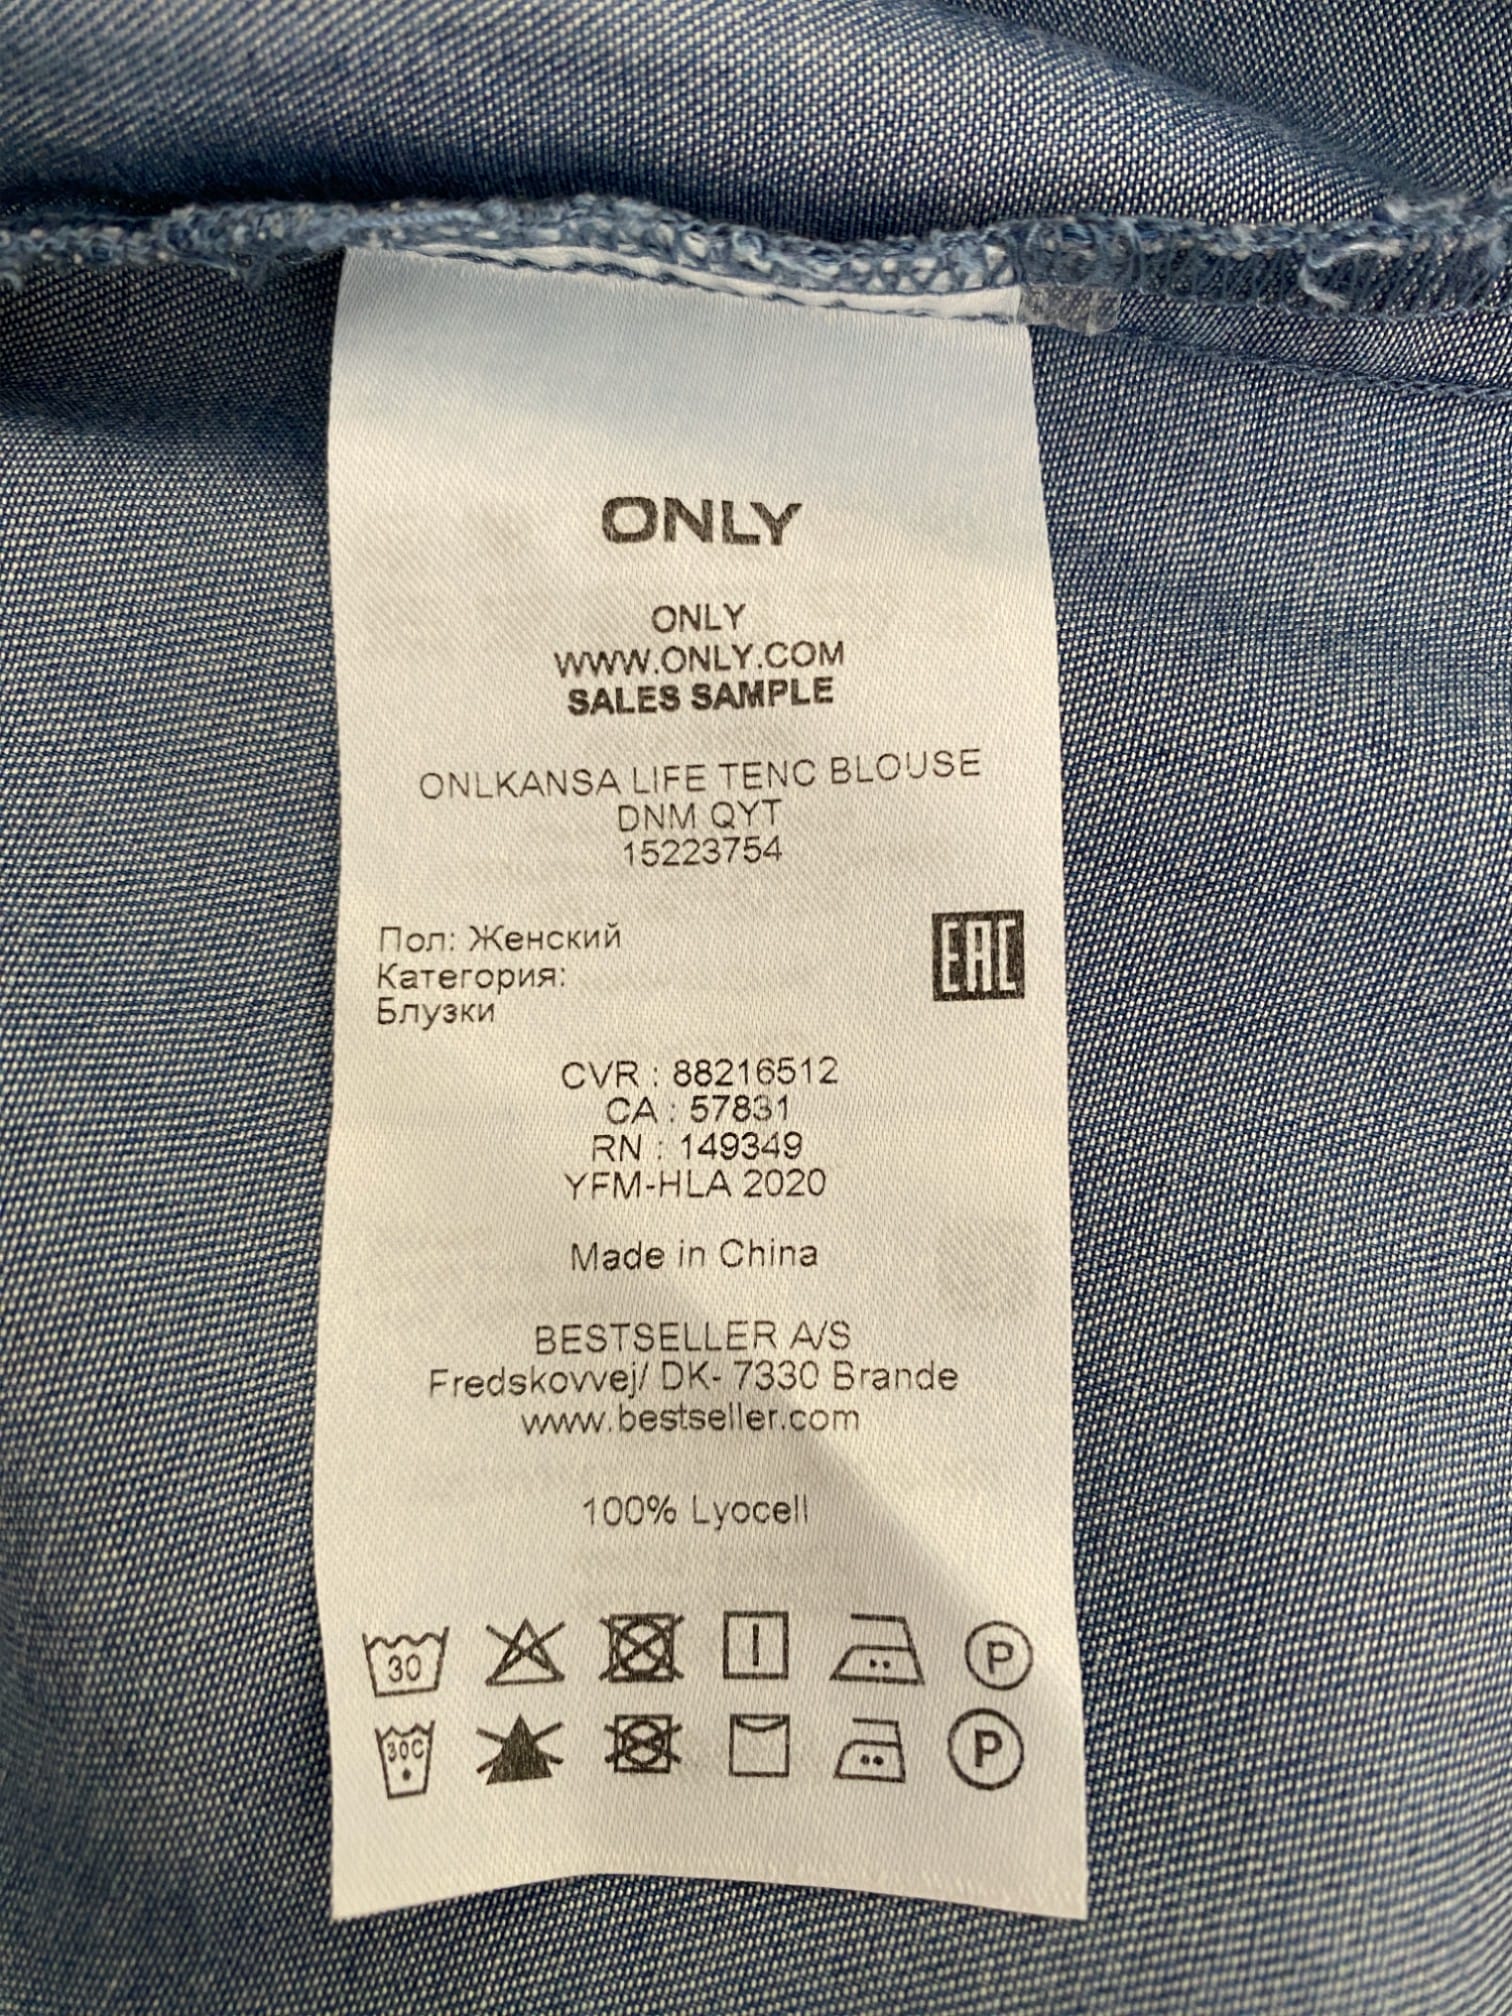 ONLY
ONLY
WWW.ONLY.COM
SALES SAMPLE
ONLKANSA LIFE TENC BLOUSE
DNM QYT
15223754
Пол: Женский
Категория:
Блузки
EAC
CVR : 88216512
CA : 57831
RN : 149349
YFM-HLA 2020
Made in China
BESTSELLER A/S
Fredskovvej/ DK- 7330 Brande
www.bestseller.com
100% Lyocell
30 P
30C P